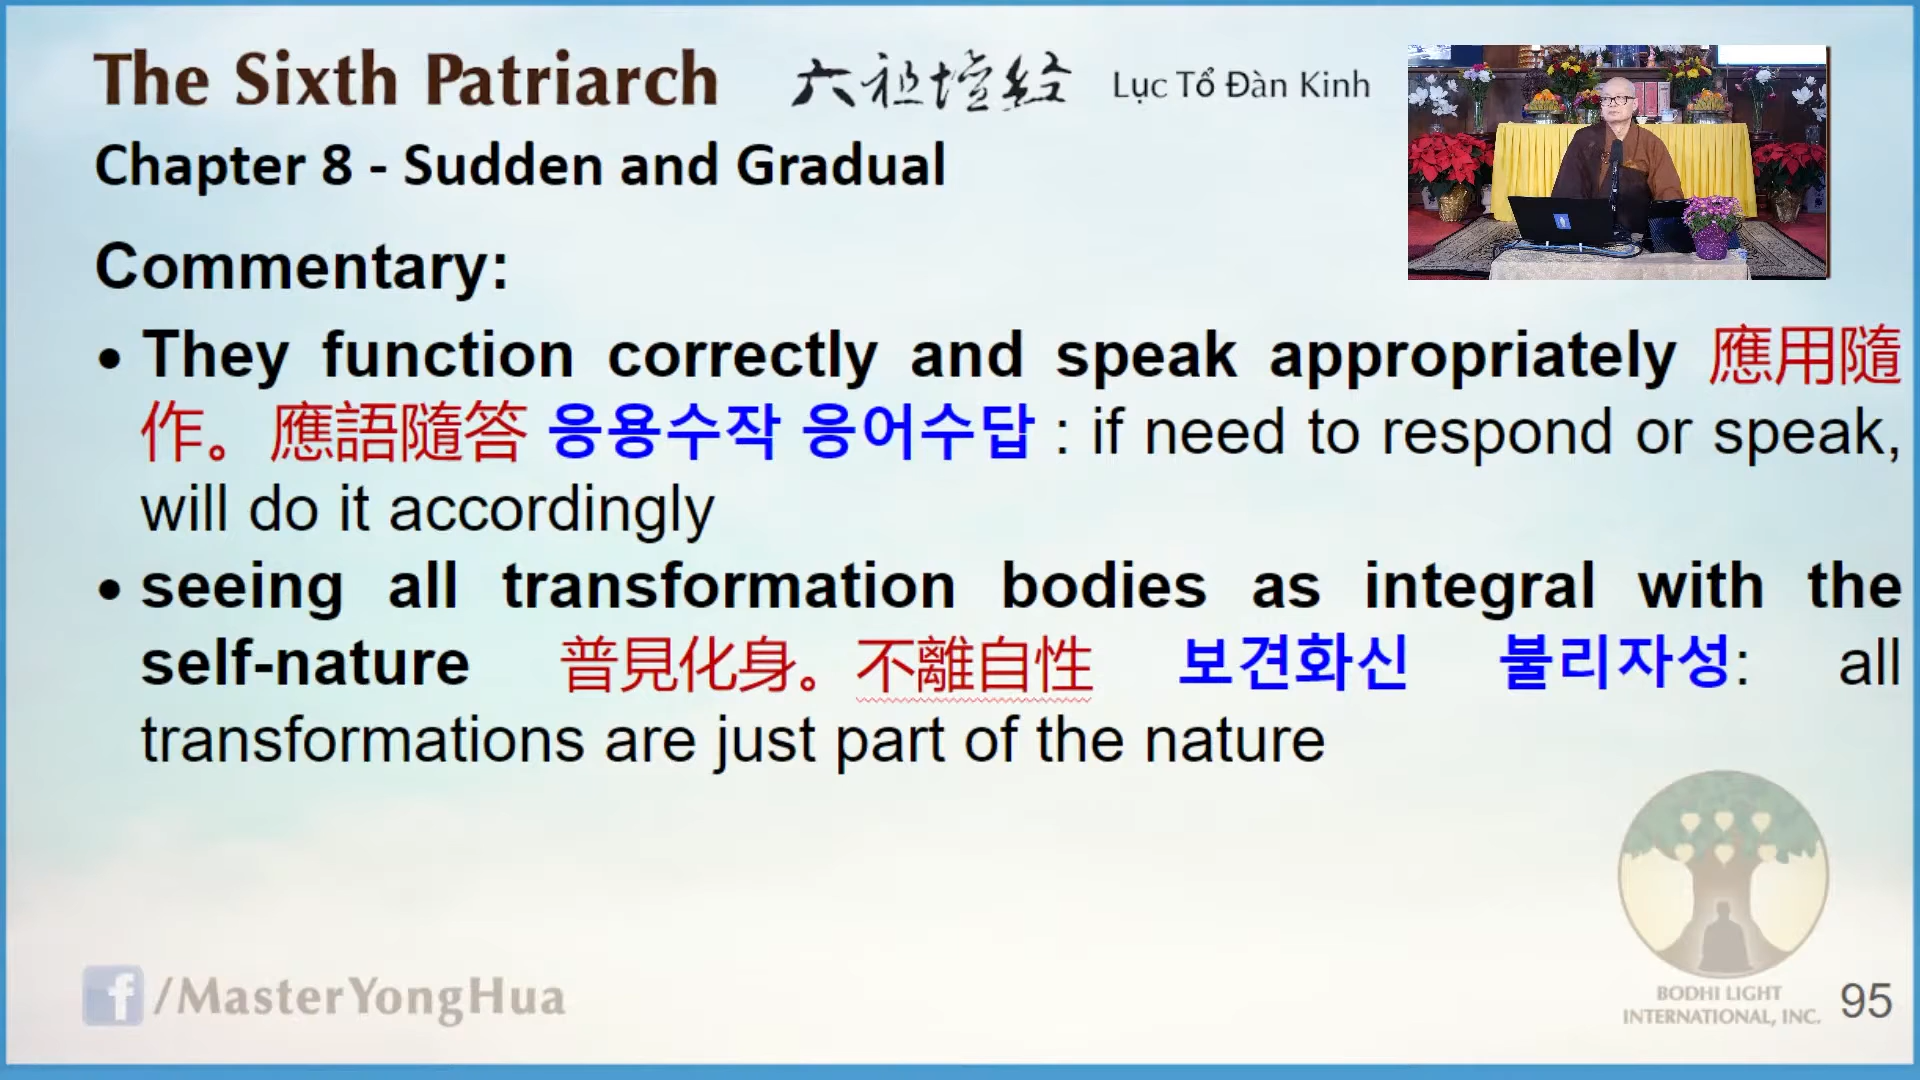 The Sixth Patriarch 六祖壇经 Lục Tổ Đàn Kinh
Chapter 8 - Sudden and Gradual
Commentary:
• They function correctly and speak appropriately 應用隨
作。應語隨答 응용수작 응어수답 : if need to respond or speak,
will do it accordingly
• seeing all transformation bodies as integral with the
self-nature 普見化身。不離自性 보견화신 불리자성: all
transformations are just part of the nature
f/MasterYongHua
BODHI LIGHT
INTERNATIONAL, INC.
95